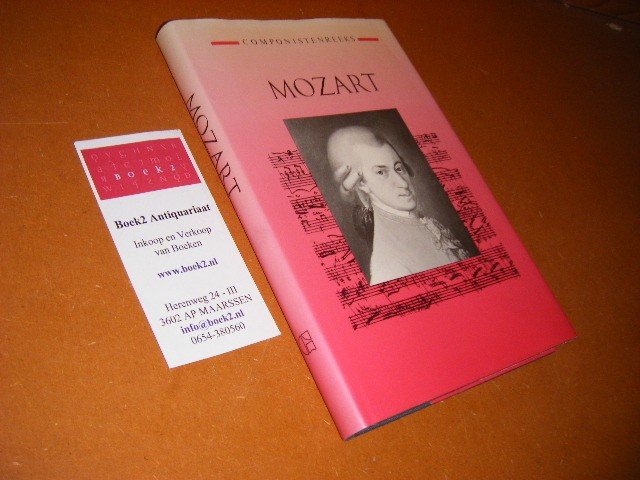 COMPONISTENREEKS
MOZART
MOZART
BOEK2
Boek2 Antiquariaat
Inkoop en Verkoop
van Boeken
www.boek2.nl
Herenweg 24 - III
3602 AP MAARSSEN
info@boek2.nl
0654-380560